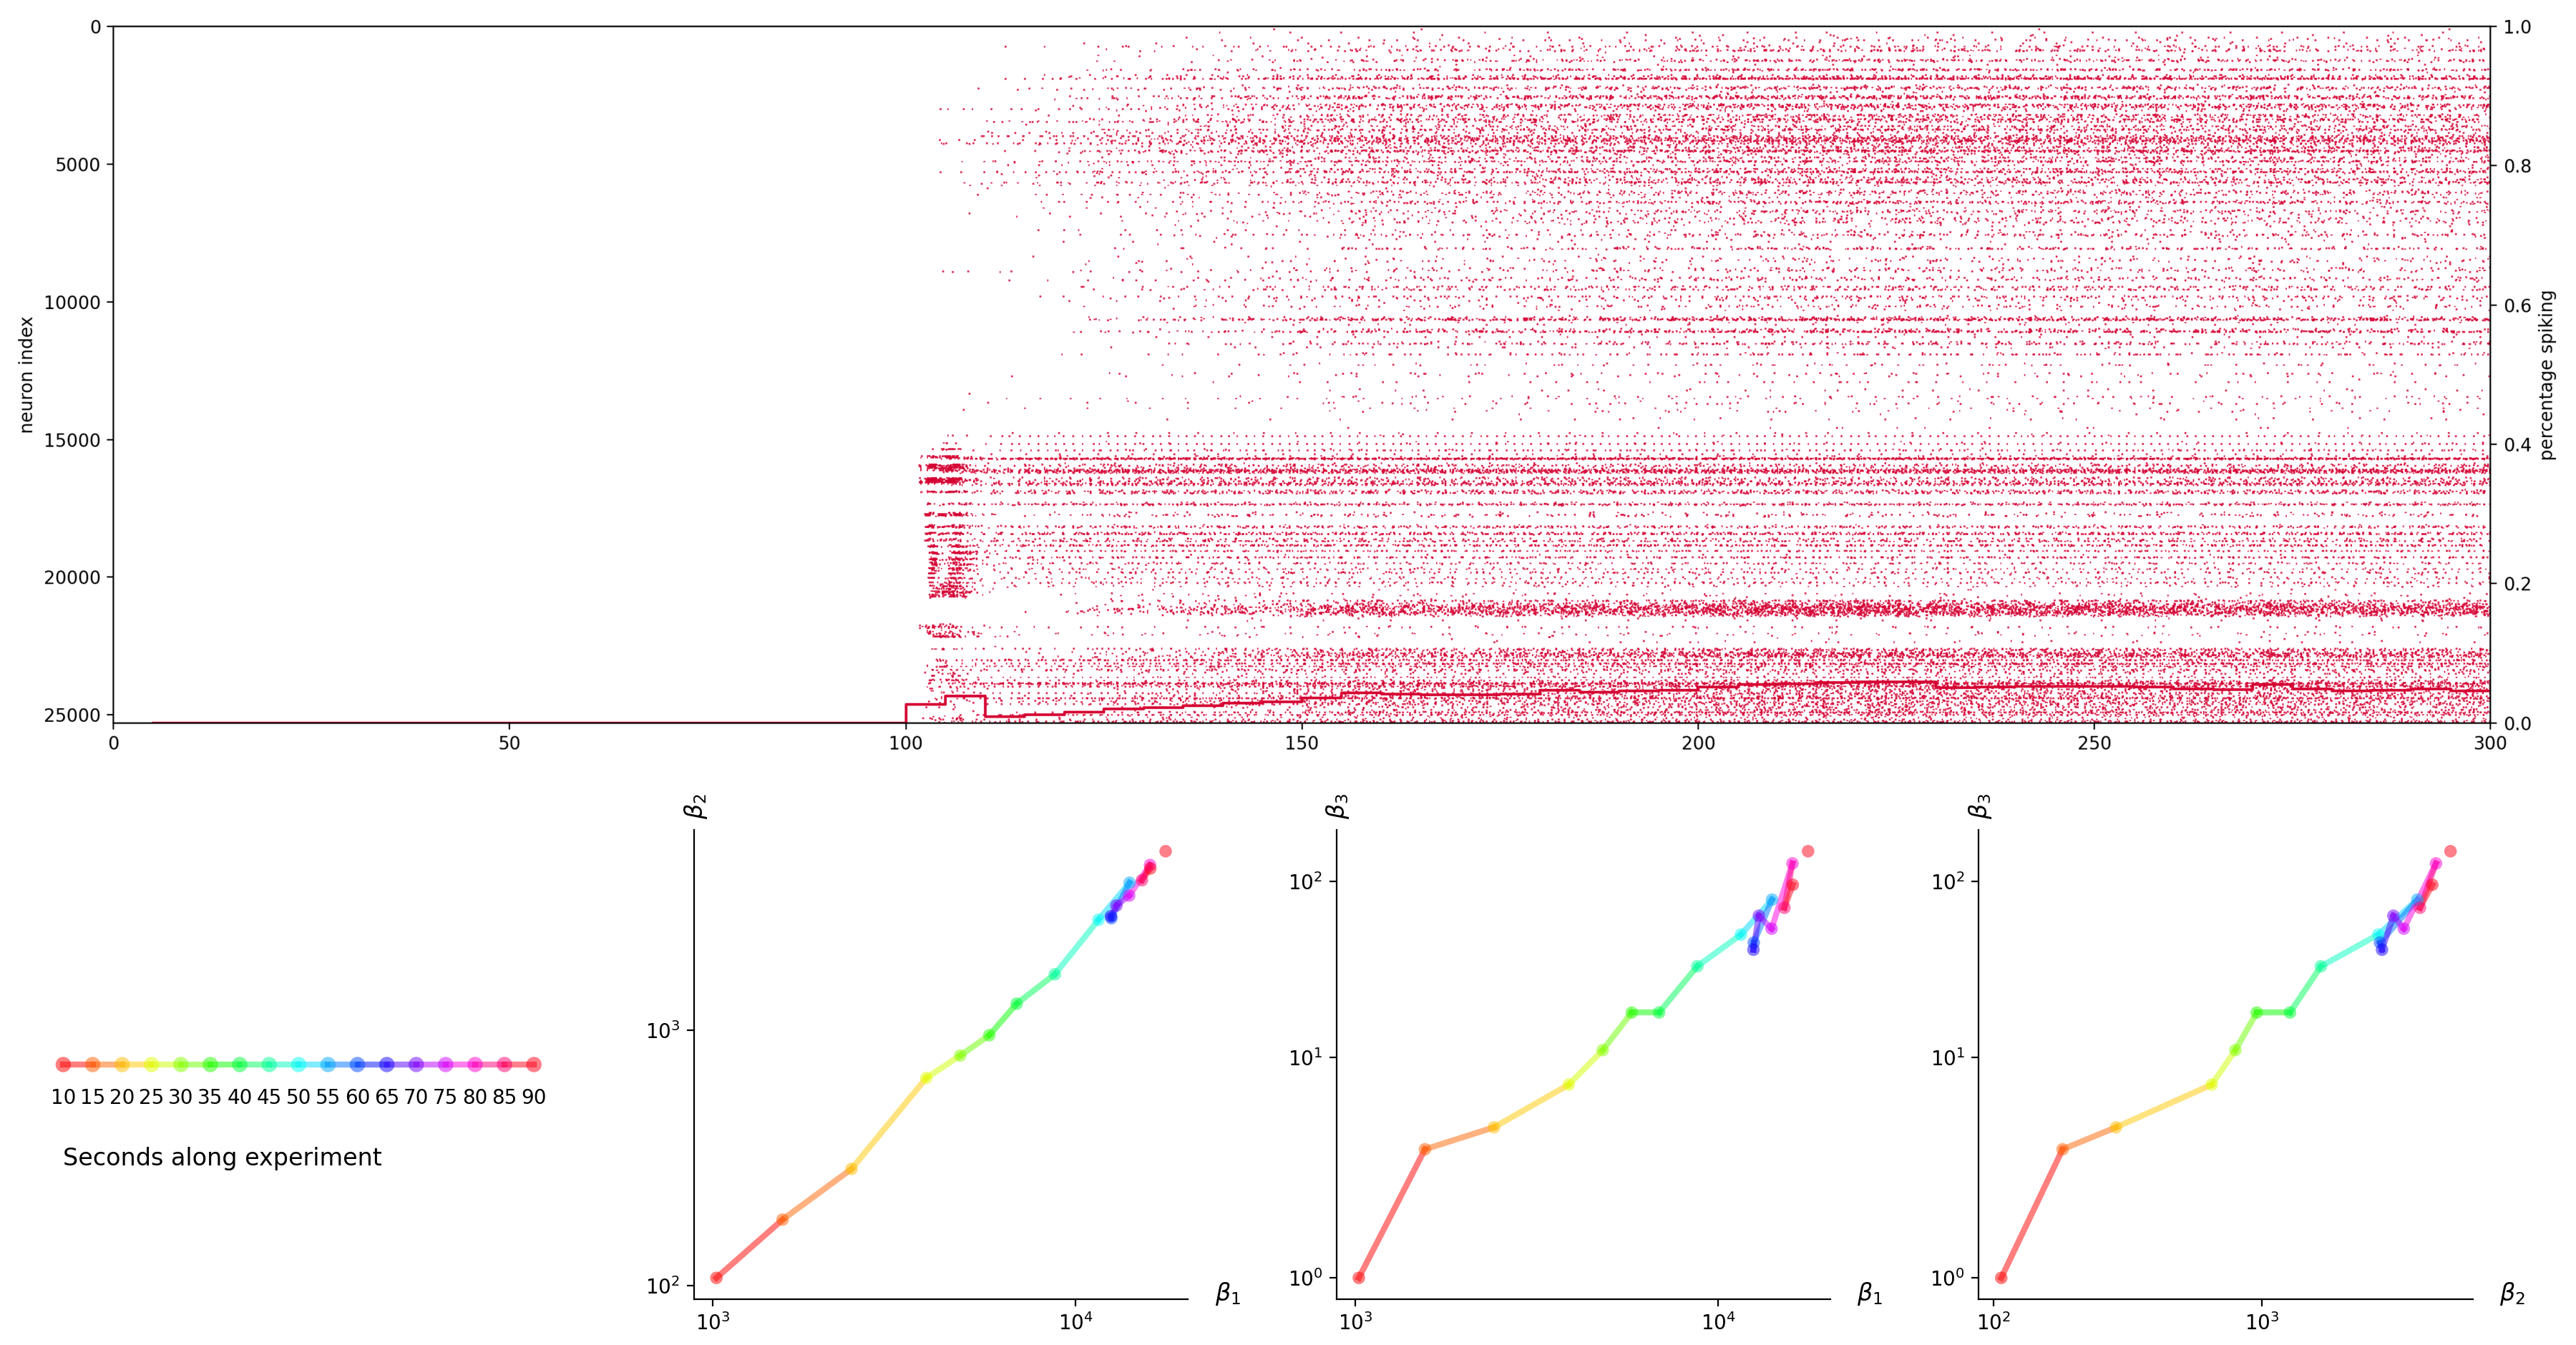 0
5000
10000
15000
20000
25000
neuron index
1.0
0.8
0.6
0.4
0.2
0.0
percentage spiking
0 50 100 150 200 250 300
β₂
10³
10²
10³ 10⁴
β₁
β₃
10²
10¹
10⁰
10³ 10⁴
β₁
β₃
10²
10¹
10⁰
10² 10³
β₂
10 15 20 25 30 35 40 45 50 55 60 65 70 75 80 85 90
Seconds along experiment